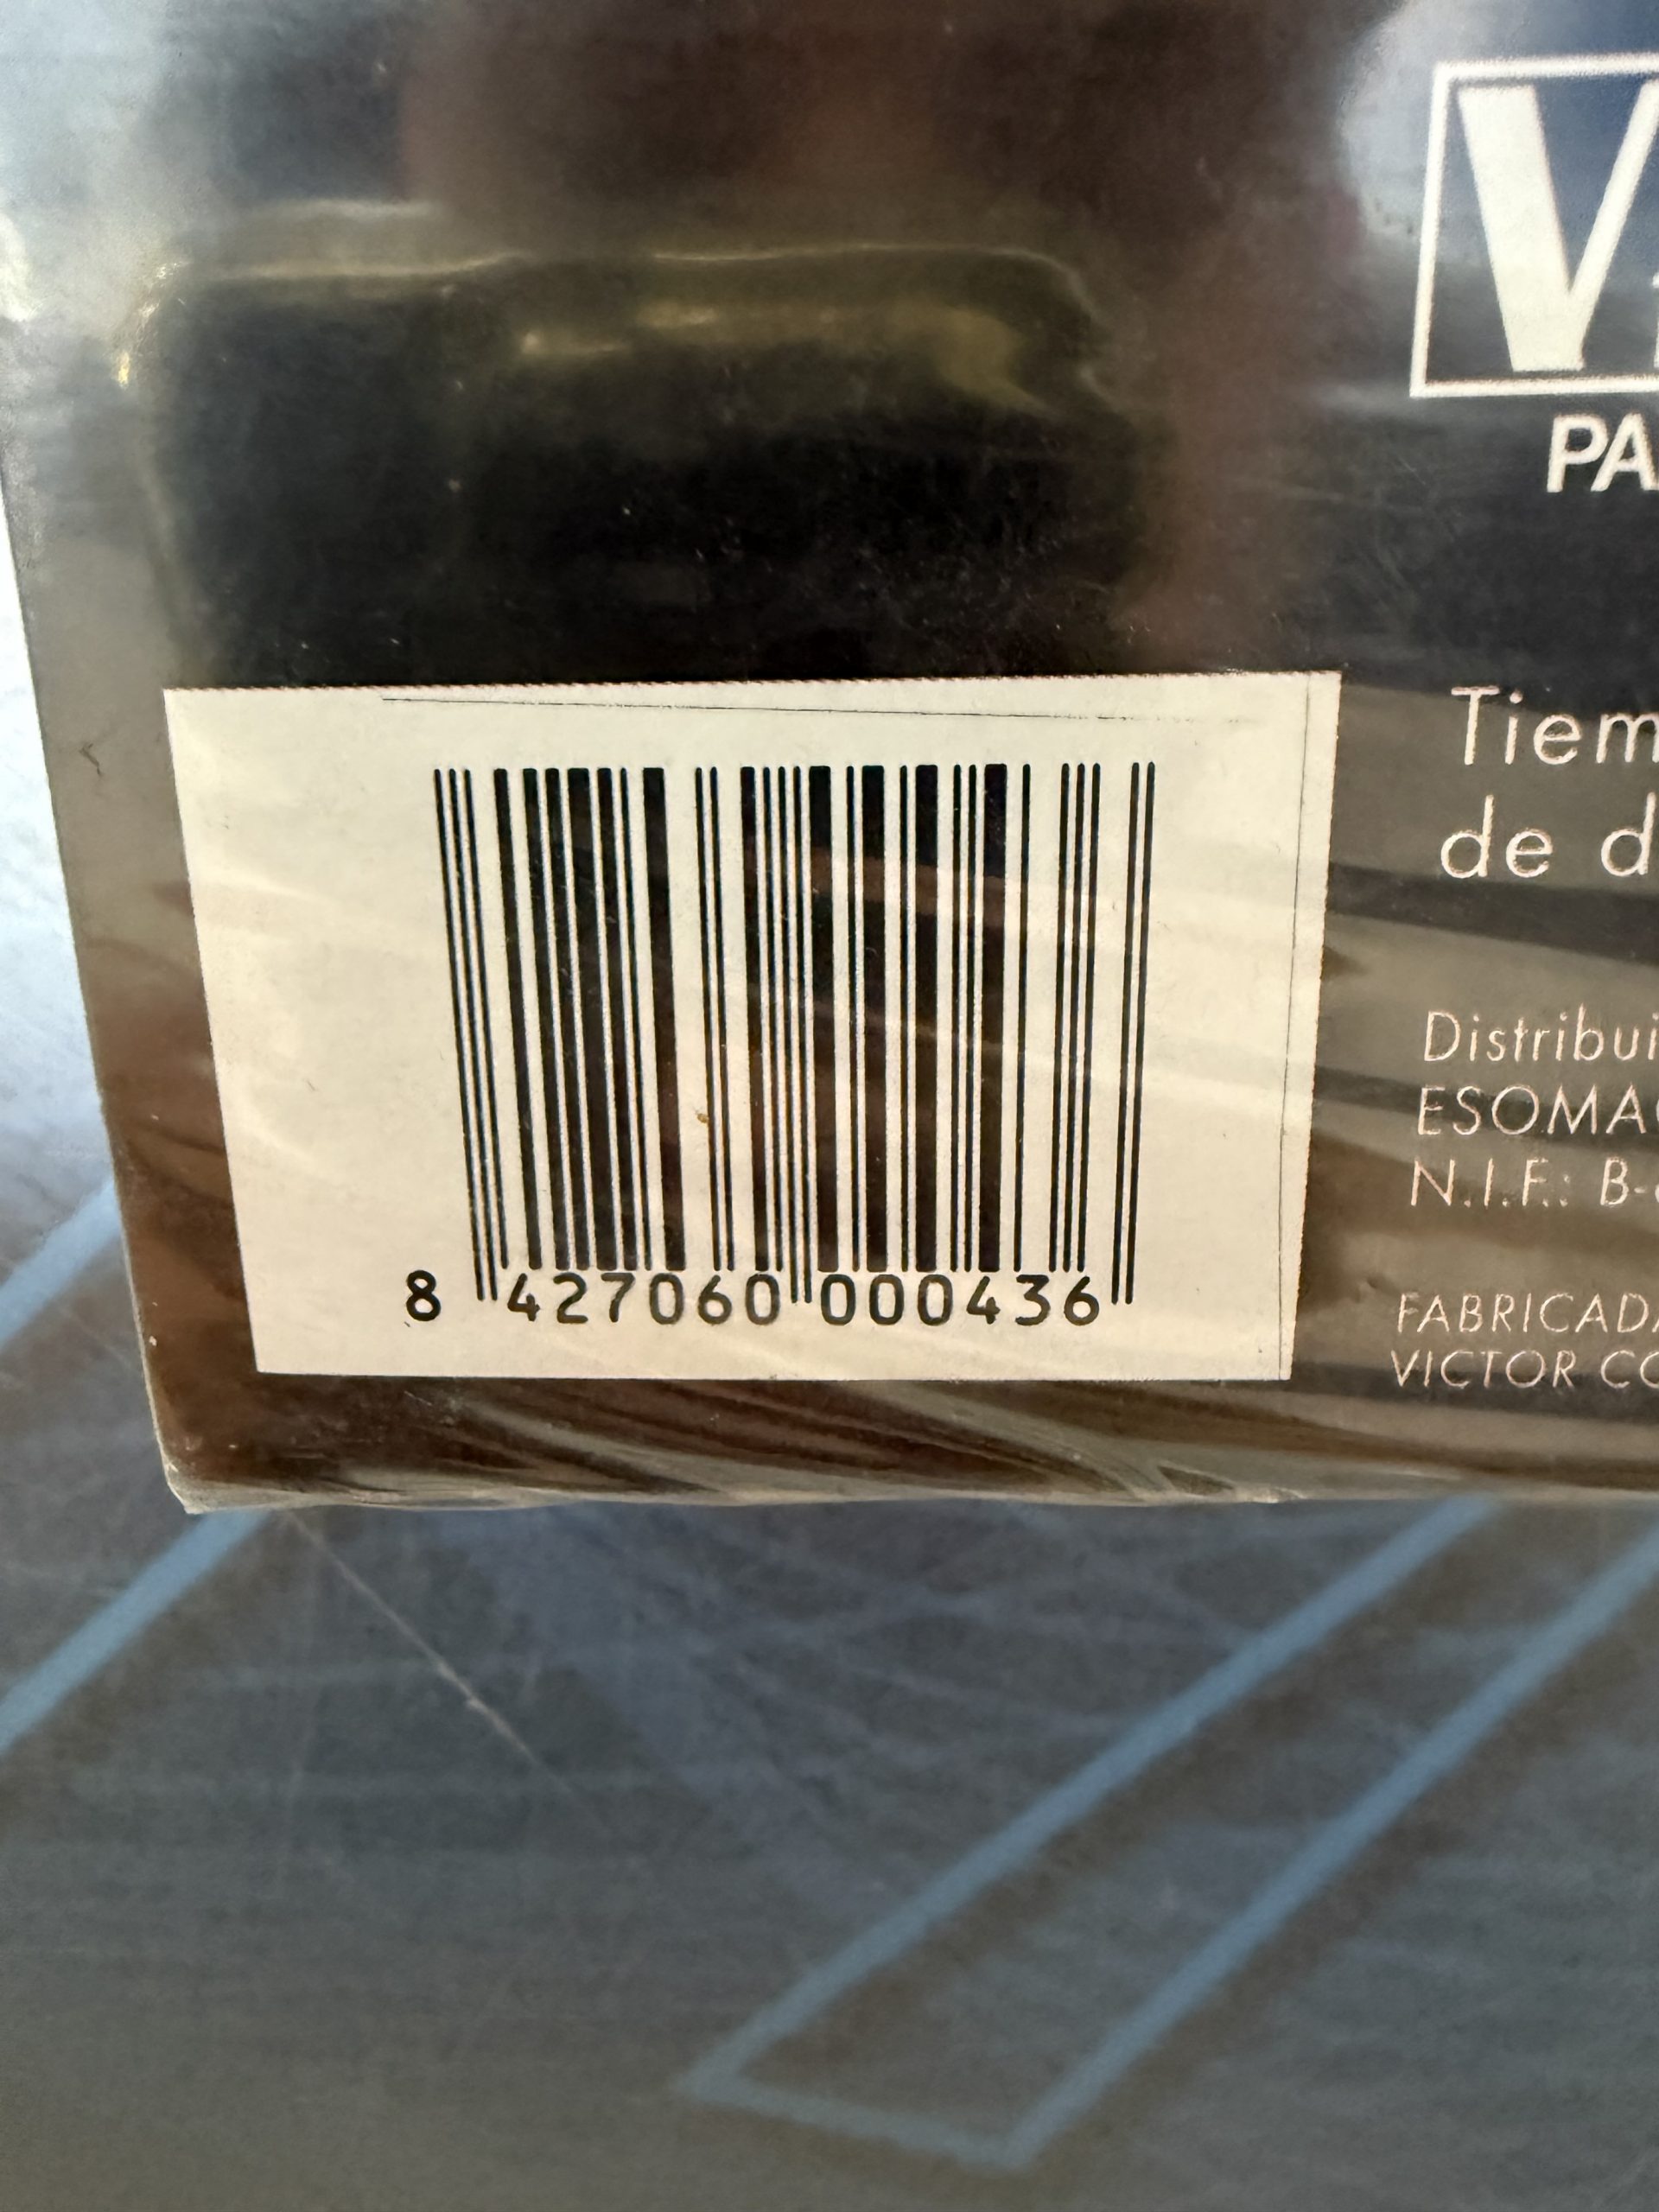 PA
Tiem
de d
Distribui
ESOMA
N.I.F.: B-
8 427060 000436
FABRICADA
VICTOR CO